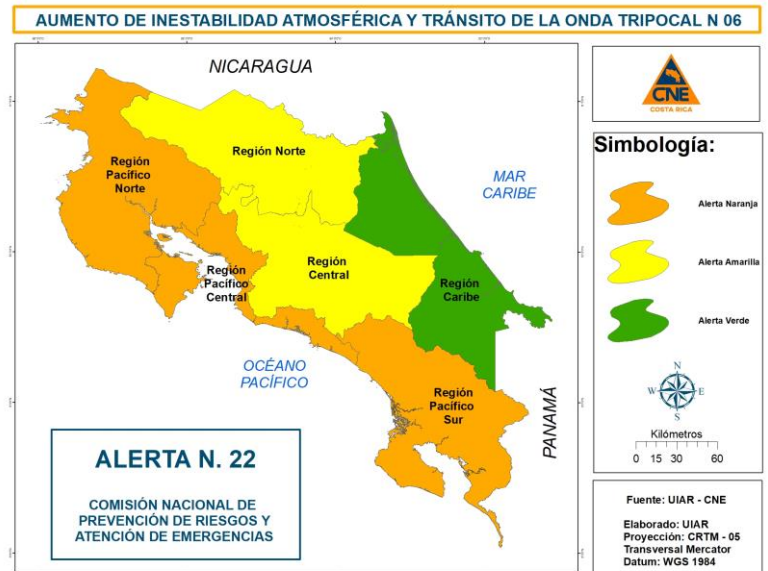 AUMENTO DE INESTABILIDAD ATMOSFÉRICA Y TRÁNSITO DE LA ONDA TRIPOCAL N 06
NICARAGUA
Región
Pacífico
Norte
Región Norte
MAR
CARIBE
Región
Pacífico
Central
Región
Central
Región
Caribe
OCÉANO
PACÍFICO
Región
Pacífico
Sur
PANAMÁ
ALERTA N. 22
COMISIÓN NACIONAL DE
PREVENCIÓN DE RIESGOS Y
ATENCIÓN DE EMERGENCIAS
CNE
COSTA RICA
Simbología:
Alerta Naranja
Alerta Amarilla
Alerta Verde
N
W E
S
Kilómetros
0 15 30 60
Fuente: UIAR - CNE
Elaborado: UIAR
Proyección: CRTM - 05
Transversal Mercator
Datum: WGS 1984